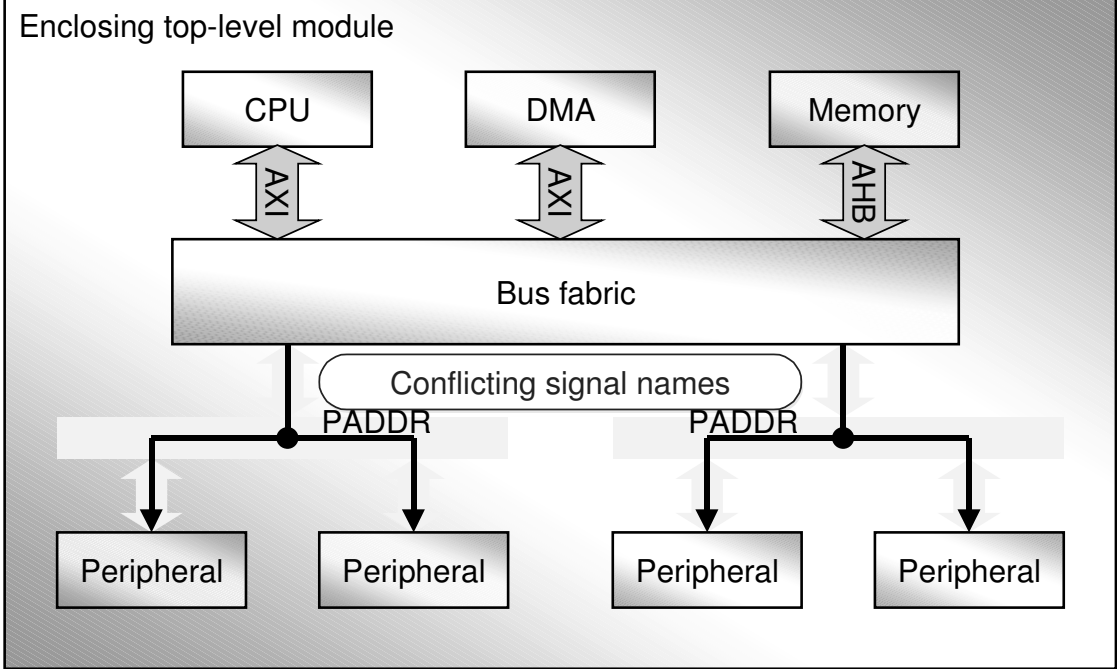 Enclosing top-level module
CPU
DMA
Memory
AXI
AXI
AHB
Bus fabric
Conflicting signal names
PADDR
PADDR
Peripheral
Peripheral
Peripheral
Peripheral